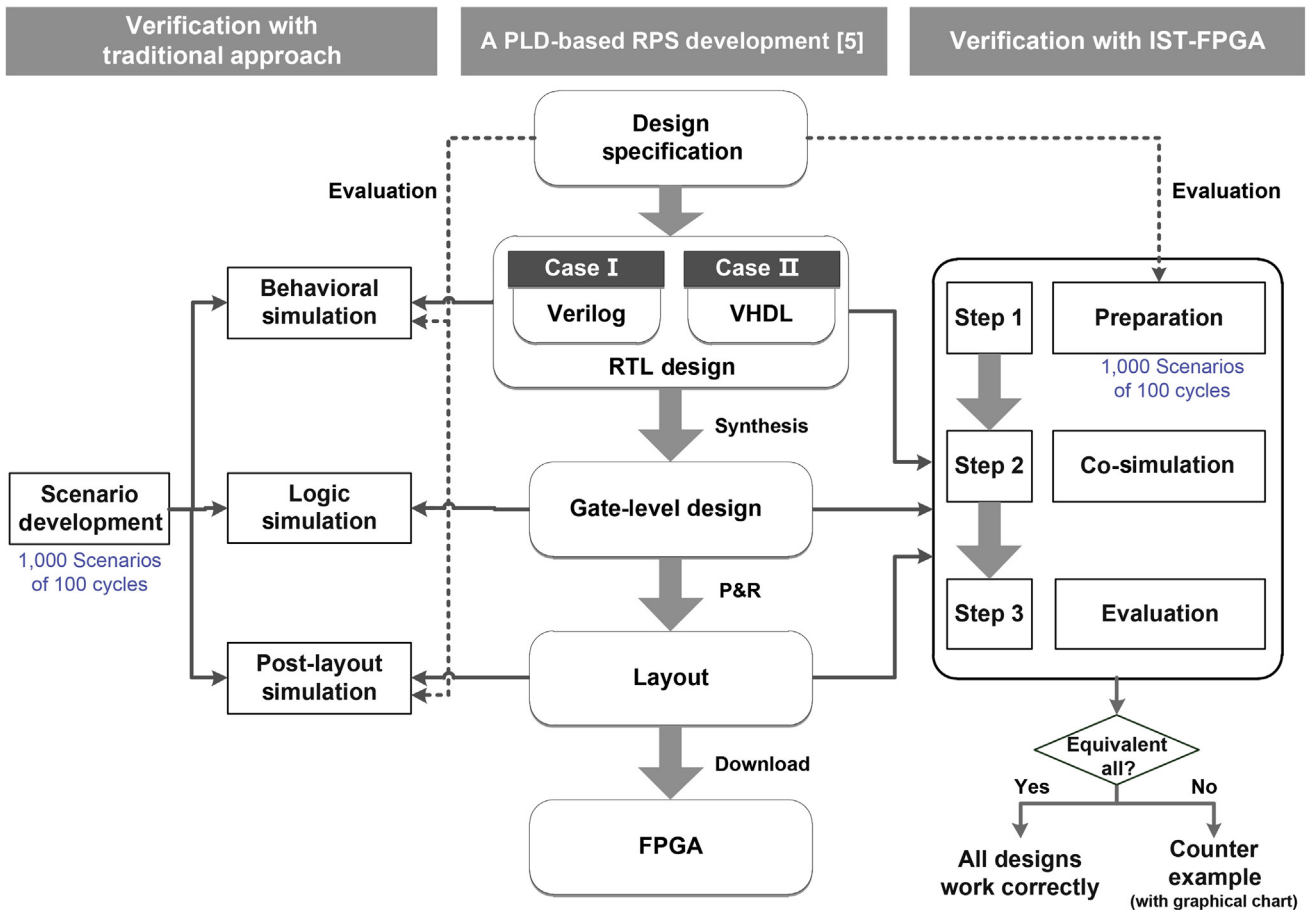 Verification with
traditional approach
A PLD-based RPS development [5]
Verification with IST-FPGA
Design
specification
Evaluation
Evaluation
Case Ⅰ
Case Ⅱ
Verilog
VHDL
RTL design
Behavioral
simulation
Step 1
Preparation
1,000 Scenarios
of 100 cycles
Synthesis
Scenario
development
1,000 Scenarios
of 100 cycles
Logic
simulation
Gate-level design
Step 2
Co-simulation
P&R
Post-layout
simulation
Layout
Step 3
Evaluation
Download
FPGA
Equivalent
all?
Yes
No
All designs
work correctly
Counter
example
(with graphical chart)